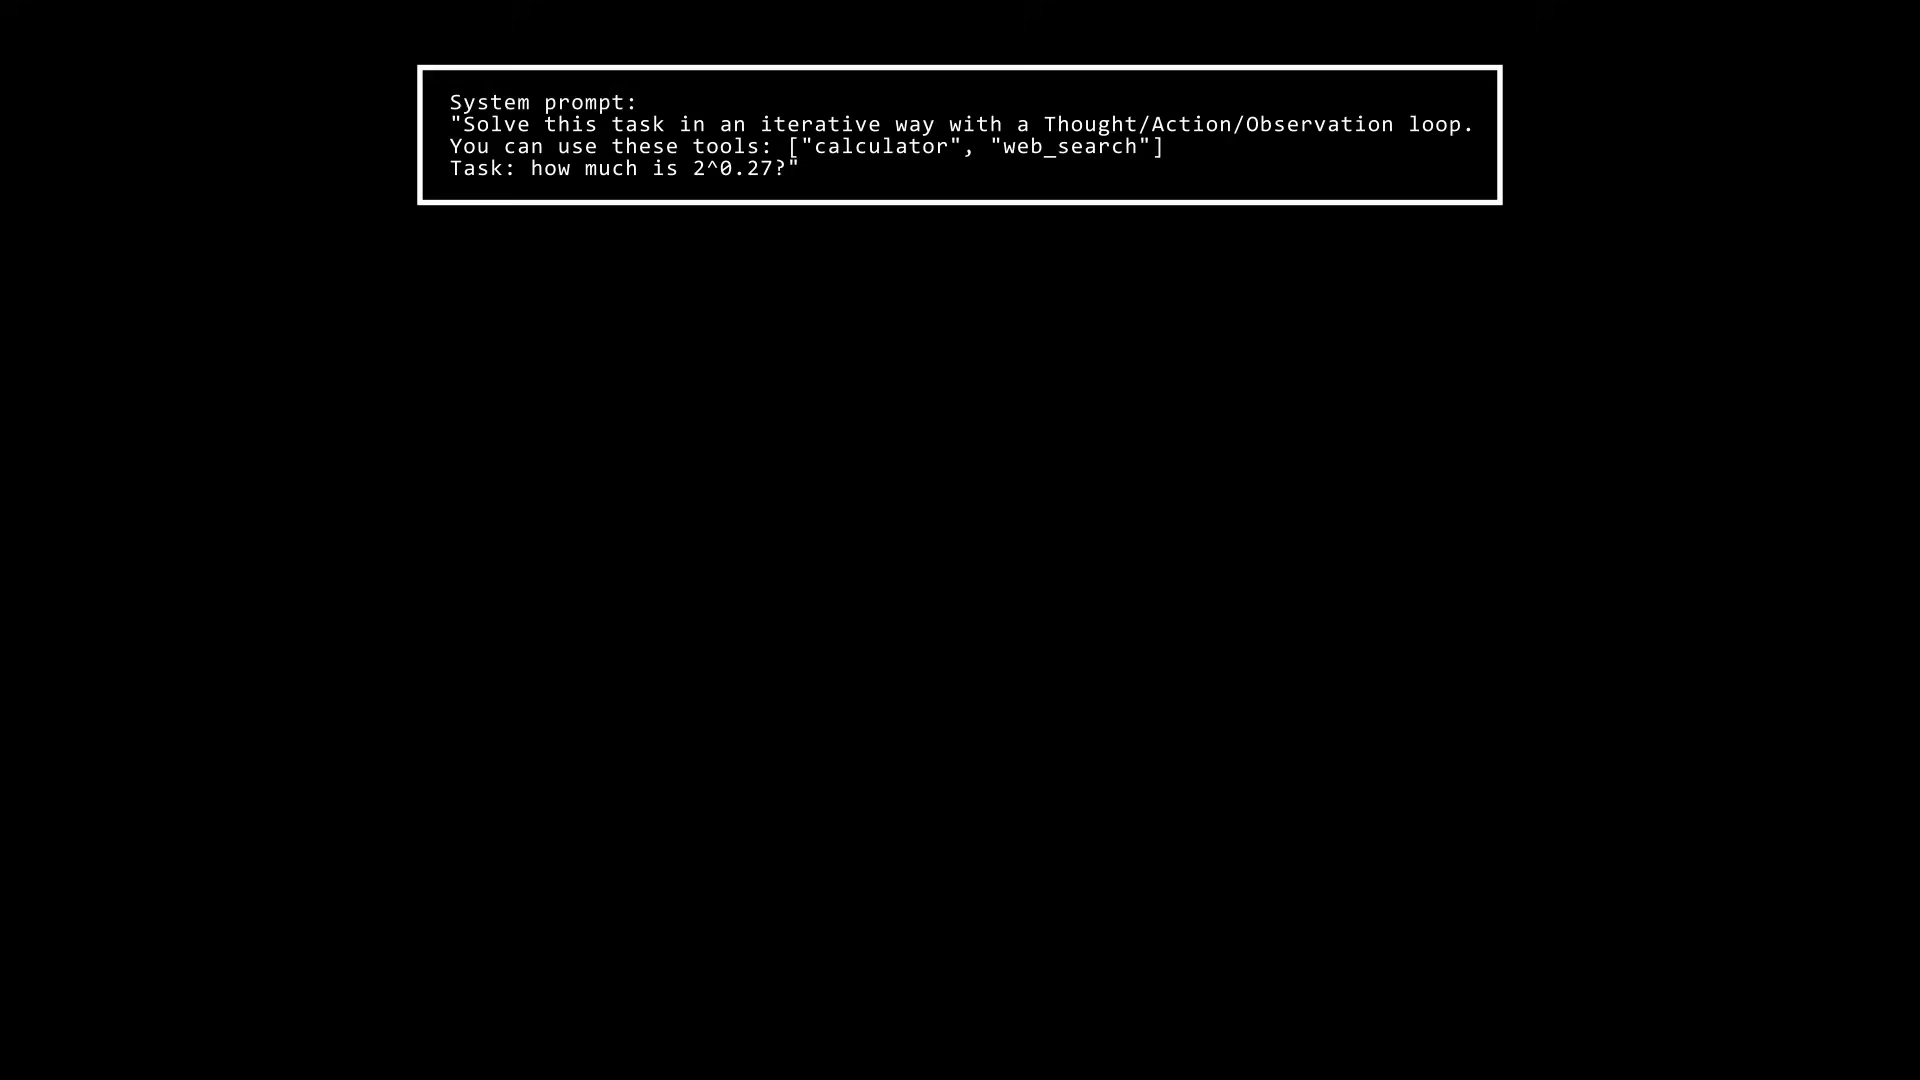 System prompt:
"Solve this task in an iterative way with a Thought/Action/Observation loop.
You can use these tools: ["calculator", "web_search"]
Task: how much is 2^0.27?"